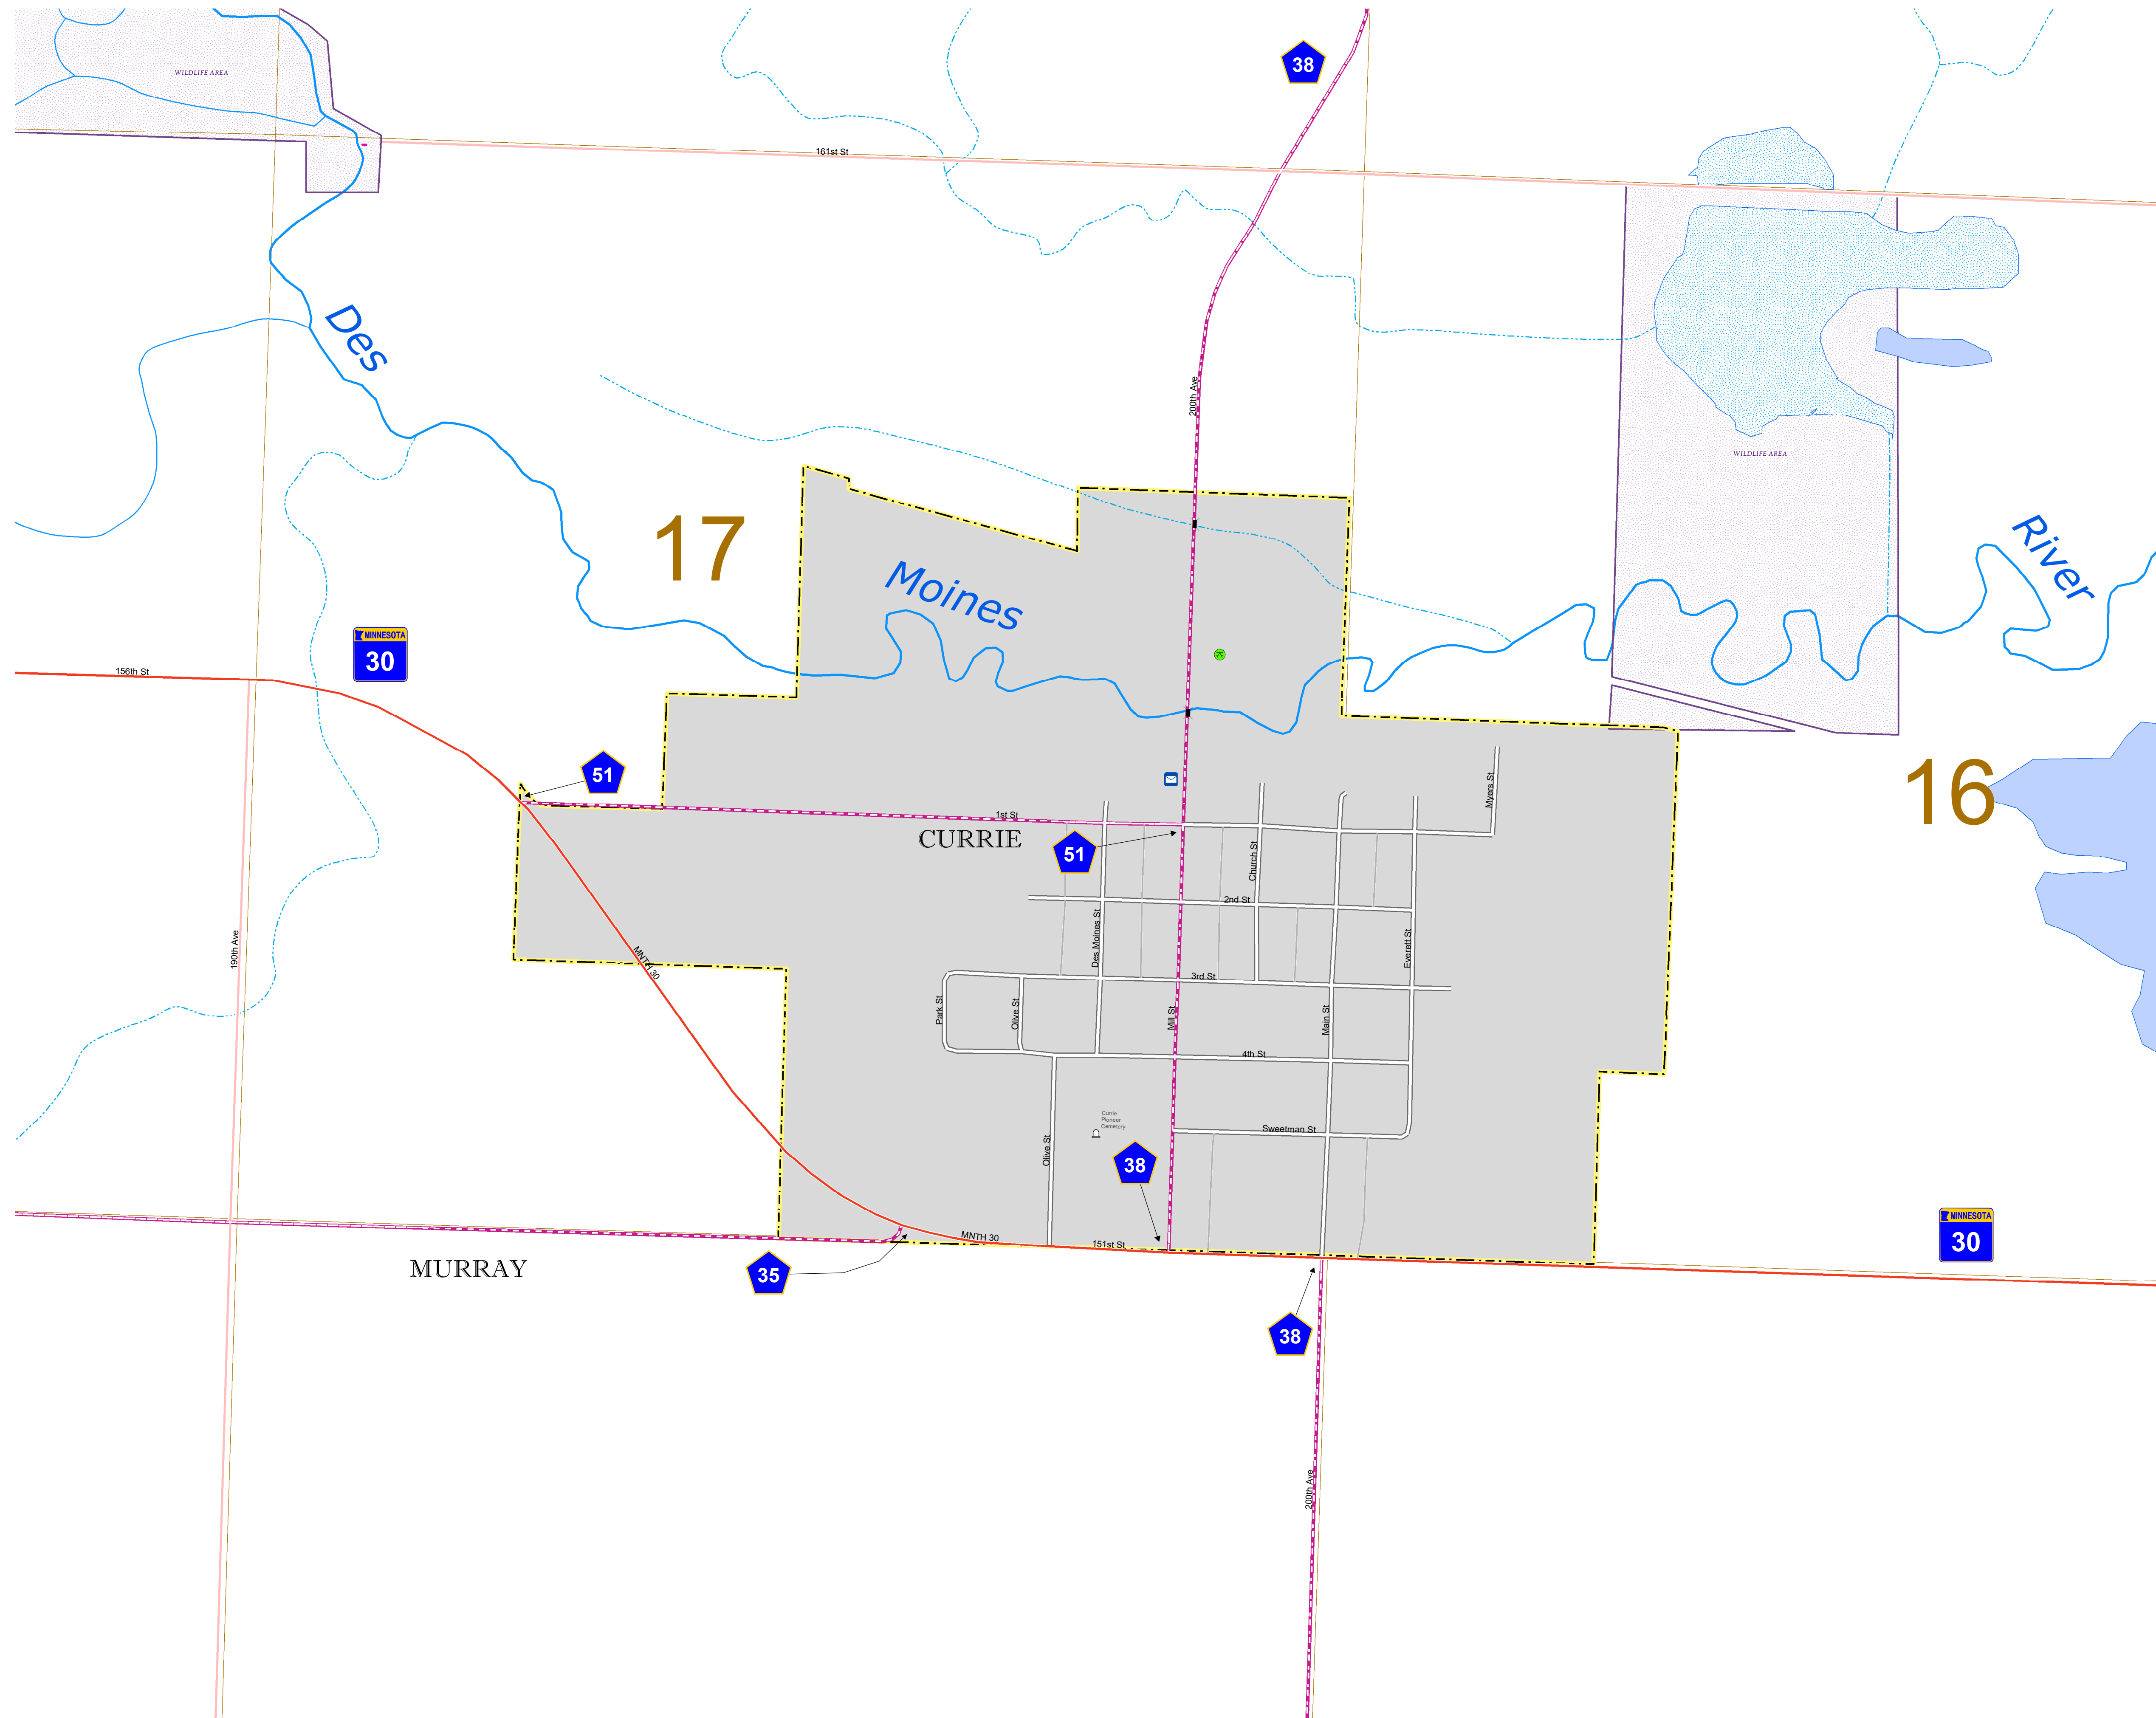 38
WILDLIFE AREA
161st St
Des
200th Ave
WILDLIFE AREA
17
Moines
River
MINNESOTA
30
156th St
51
Myers St
16
1st St
CURRIE
51
Church St
2nd St
Des Moines St
Everett St
190th Ave
MNTH 30
3rd St
Park St
Olive St
Mill St
Main St
4th St
Currie
Pioneer
Cemetery
Sweetman St
Olive St
38
MINNESOTA
30
MNTH 30
151st St
MURRAY
35
38
200th Ave